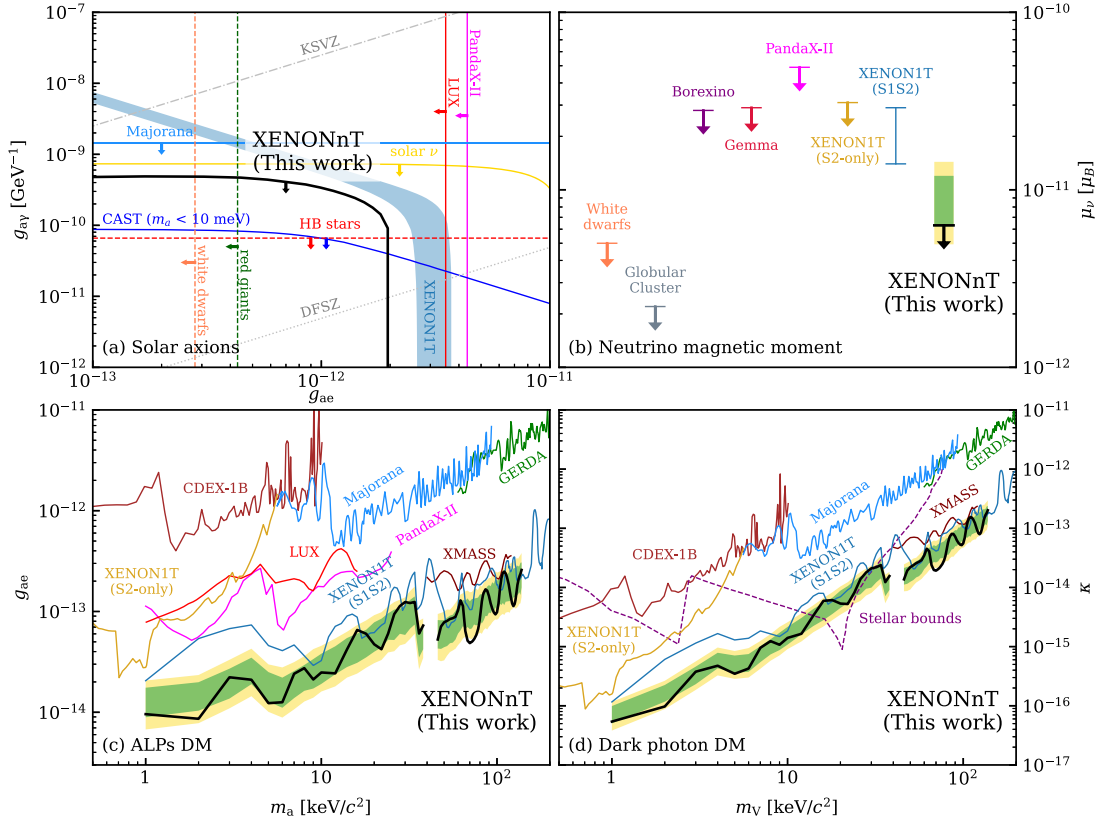 10⁻⁶
10⁻⁷
10⁻⁸
10⁻⁹
10⁻¹⁰
10⁻¹¹
10⁻¹²
g_aγ [GeV⁻¹]
KSVZ
Majorana
XENONnT
(This work)
solar ν
CAST (mₐ < 10 meV)
HB stars
white dwarfs
red giants
DFSZ
XENON1T
LUX
PandaX-II
(a) Solar axions
10⁻¹³
10⁻¹²
10⁻¹¹
g_ae
PandaX-II
Borexino
Gemma
XENON1T
(S2-only)
XENON1T
(S1S2)
White
dwarfs
Globular
Cluster
XENONnT
(This work)
(b) Neutrino magnetic moment
10⁻¹⁰
10⁻¹¹
10⁻¹²
μ_ν [μ_B]
10⁻¹¹
10⁻¹²
10⁻¹³
10⁻¹⁴
g_ae
CDEX-1B
Majorana
GERDA
LUX
PandaX-II
XENON1T
(S2-only)
XENON1T
(S1S2)
XMASS
XENONnT
(This work)
(c) ALPs DM
1
10
10²
m_a [keV/c²]
CDEX-1B
Majorana
GERDA
XMASS
XENON1T
(S1S2)
XENON1T
(S2-only)
Stellar bounds
XENONnT
(This work)
(d) Dark photon DM
1
10
10²
m_V [keV/c²]
10⁻¹¹
10⁻¹²
10⁻¹³
10⁻¹⁴
10⁻¹⁵
10⁻¹⁶
10⁻¹⁷
κ